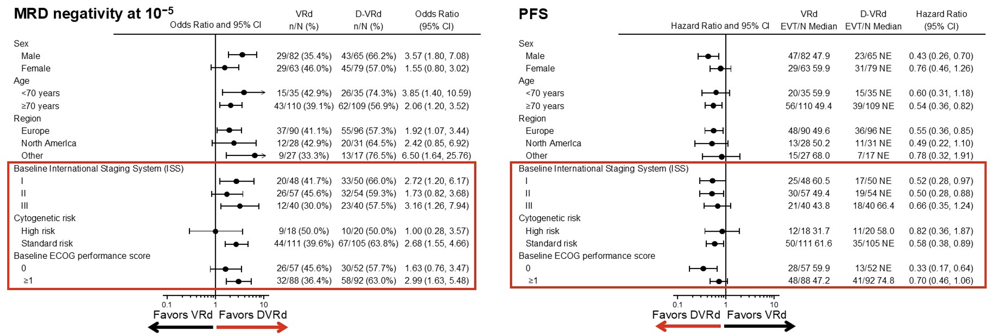 MRD negativity at 10⁻⁵
Odds Ratio and 95% CI
VRd
n/N (%)
D-VRd
n/N (%)
Odds Ratio
(95% CI)
Sex
Male 29/82 (35.4%) 43/65 (66.2%) 3.57 (1.80, 7.08)
Female 29/63 (46.0%) 45/79 (57.0%) 1.55 (0.80, 3.02)
Age
<70 years 15/35 (42.9%) 26/35 (74.3%) 3.85 (1.40, 10.59)
≥70 years 43/110 (39.1%) 62/109 (56.9%) 2.06 (1.20, 3.52)
Region
Europe 37/90 (41.1%) 55/96 (57.3%) 1.92 (1.07, 3.44)
North AmerIca 12/28 (42.9%) 20/31 (64.5%) 2.42 (0.85, 6.92)
Other 9/27 (33.3%) 13/17 (76.5%) 6.50 (1.64, 25.76)
Baseline International Staging System (ISS)
I 20/48 (41.7%) 33/50 (66.0%) 2.72 (1.20, 6.17)
II 26/57 (45.6%) 32/54 (59.3%) 1.73 (0.82, 3.68)
III 12/40 (30.0%) 23/40 (57.5%) 3.16 (1.26, 7.94)
Cytogenetic risk
High risk 9/18 (50.0%) 10/20 (50.0%) 1.00 (0.28, 3.57)
Standard risk 44/111 (39.6%) 67/105 (63.8%) 2.68 (1.55, 4.66)
Baseline ECOG performance score
0 26/57 (45.6%) 30/52 (57.7%) 1.63 (0.76, 3.47)
≥1 32/88 (36.4%) 58/92 (63.0%) 2.99 (1.63, 5.48)
0.1 1 10
Favors VRd Favors DVRd
PFS
Hazard Ratio and 95% CI
VRd
EVT/N Median
D-VRd
EVT/N Median
Hazard Ratio
(95% CI)
Sex
Male 47/82 47.9 23/65 NE 0.43 (0.26, 0.70)
Female 29/63 59.9 31/79 NE 0.76 (0.46, 1.26)
Age
<70 years 20/35 59.9 15/35 NE 0.60 (0.31, 1.18)
≥70 years 56/110 49.4 39/109 NE 0.54 (0.36, 0.82)
Region
Europe 48/90 49.6 36/96 NE 0.55 (0.36, 0.85)
North AmerIca 13/28 50.2 11/31 NE 0.49 (0.22, 1.10)
Other 15/27 68.0 7/17 NE 0.78 (0.32, 1.91)
Baseline International Staging System (ISS)
I 25/48 60.5 17/50 NE 0.52 (0.28, 0.97)
II 30/57 49.4 19/54 NE 0.50 (0.28, 0.88)
III 21/40 43.8 18/40 66.4 0.66 (0.35, 1.24)
Cytogenetic risk
High risk 12/18 31.7 11/20 58.0 0.82 (0.36, 1.87)
Standard risk 50/111 61.6 35/105 NE 0.58 (0.38, 0.89)
Baseline ECOG performance score
0 28/57 59.9 13/52 NE 0.33 (0.17, 0.64)
≥1 48/88 47.2 41/92 74.8 0.70 (0.46, 1.06)
0.1 1 10
Favors DVRd Favors VRd